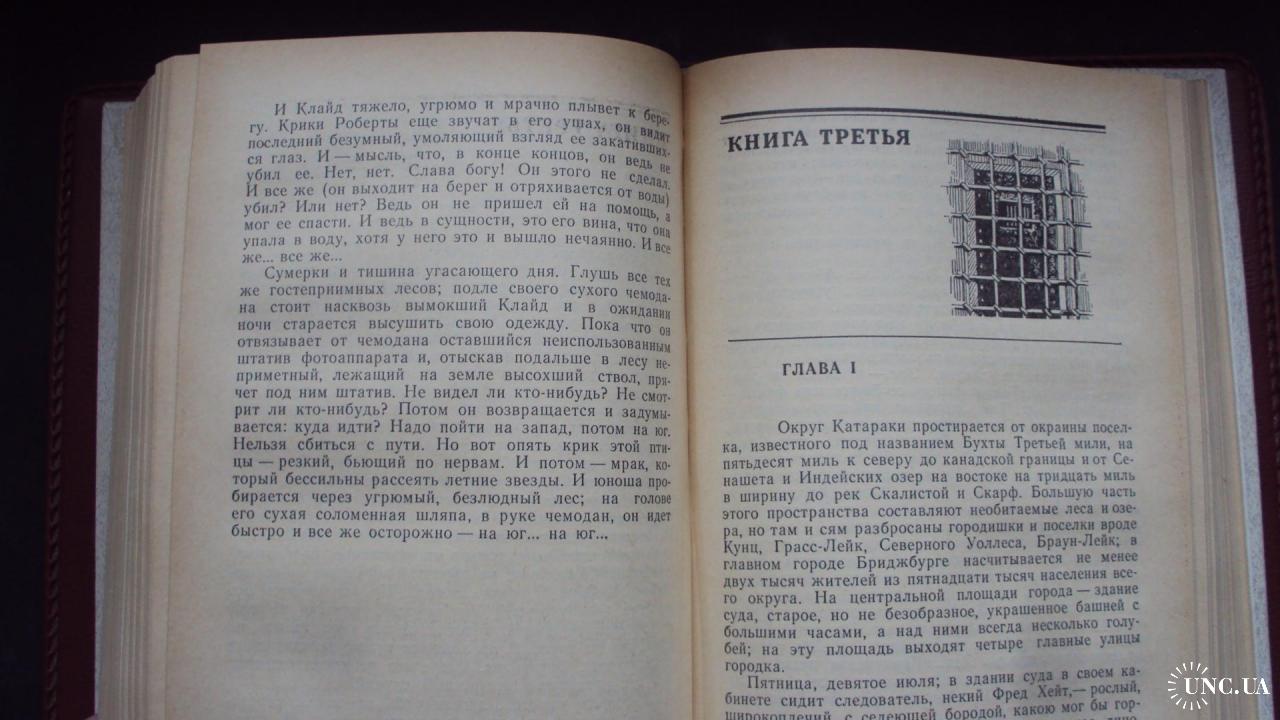 И Клайд тяжело, угрюмо и мрачно плывет к бере-
гу. Крики Роберты еще звучат в его ушах, он видит
последний безумный, умоляющий взгляд ее закативших-
ся глаз. И — мысль, что, в конце концов, он ведь не
убил ее. Нет, нет. Слава богу! Он этого не сделал.
И все же (он выходит на берег и отряхивается от воды)
убил? Или нет? Ведь он не пришел ей на помощь, а
мог ее спасти. И ведь в сущности, это его вина, что она
упала в воду, хотя у него это и вышло нечаянно. И все
же... все же...
Сумерки и тишина угасающего дня. Глушь все тех
же гостеприимных лесов; подле своего сухого чемода-
на стоит насквозь вымокший Клайд и в ожидании
ночи старается высушить свою одежду. Пока что он
отвязывает от чемодана оставшийся неиспользованным
штатив фотоаппарата и, отыскав подальше в лесу не-
приметный, лежащий на земле высохший ствол, пря-
чет под ним штатив. Не видел ли кто-нибудь? Не смот-
рит ли кто-нибудь? Потом он возвращается и задумы-
вается: куда идти? Надо пойти на запад, потом на юг.
Нельзя сбиться с пути. Но вот опять крик этой пти-
цы — резкий, бьющий по нервам. И потом — мрак, ко-
торый бессильны рассеять летние звезды. И юноша про-
бирается через угрюмый, безлюдный лес; на голове
его сухая соломенная шляпа, в руке чемодан, он идет
быстро и все же осторожно — на юг... на юг...
КНИГА ТРЕТЬЯ
ГЛАВА I
Округ Катараки простирается от окраины посел-
ка, известного под названием Бухты Третьей мили, на
пятьдесят миль к северу до канадской границы и от Се-
нашета и Индейских озер на востоке на тридцать миль
в ширину до рек Скалистой и Скарф. Большую часть
этого пространства составляют необитаемые леса и озе-
ра, но там и сям разбросаны городишки и поселки вроде
Кунц, Грасс-Лейк, Северного Уоллеса, Браун-Лейк; в
главном городе Бриджбурге насчитывается не менее
двух тысяч жителей из пятнадцати тысяч населения все-
го округа. На центральной площади города — здание
суда, старое, но не безобразное, украшенное башней с
большими часами, а над ними всегда несколько голу-
бей; на эту площадь выходят четыре главные улицы
городка.
Пятница, девятое июля; в здании суда в своем ка-
бинете сидит следователь, некий Фред Хейт,— рослый,
широкоплечий, с седеющей бородой, какою мог бы гор-
UNC.UA